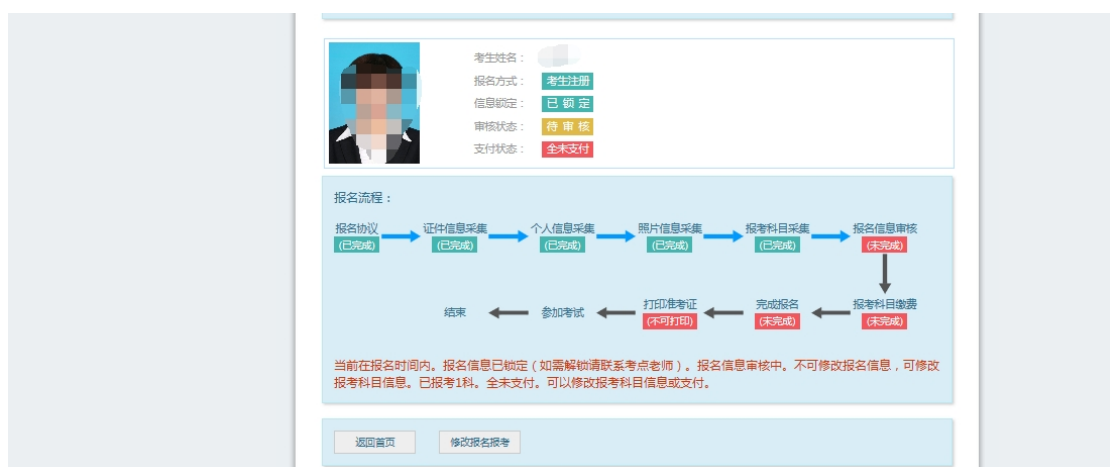 考生姓名：
报名方式： 考生注册
信息锁定： 已锁定
审核状态： 待审核
支付状态： 全未支付
报名流程：
报名协议 证件信息采集 个人信息采集 照片信息采集 报考科目采集 报名信息审核
(已完成) (已完成) (已完成) (已完成) (已完成) (未完成)
结束 参加考试 打印准考证 完成报名 报考科目缴费
(不可打印) (未完成) (未完成)
当前在报名时间内。报名信息已锁定（如需解锁请联系考点老师）。报名信息审核中。不可修改报名信息，可修改
报考科目信息。已报考1科。全未支付。可以修改报考科目信息或支付。
返回首页 修改报名报考